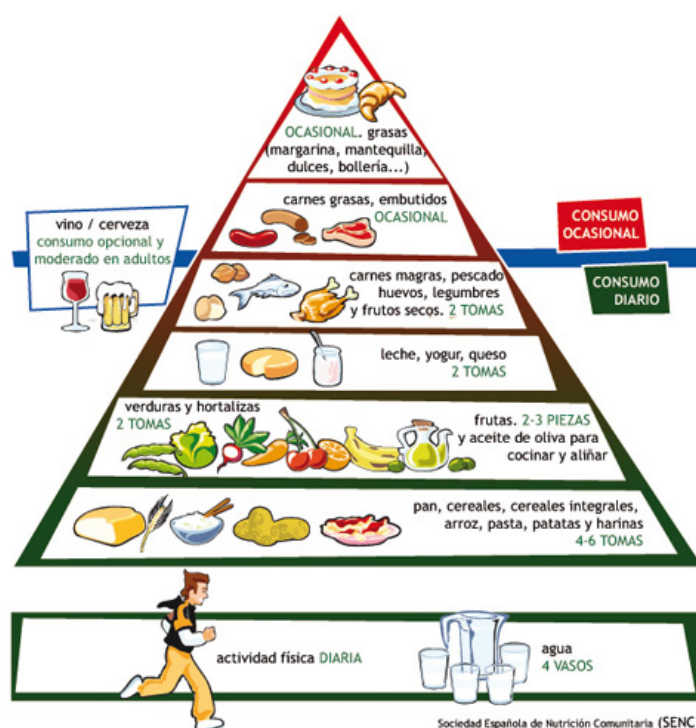 OCASIONAL. grasas
(margarina, mantequilla,
dulces, bollería...)
carnes grasas, embutidos
OCASIONAL
CONSUMO
OCASIONAL
vino / cerveza
consumo opcional y
moderado en adultos
carnes magras, pescado
huevos, legumbres
y frutos secos. 2 TOMAS
CONSUMO
DIARIO
leche, yogur, queso
2 TOMAS
verduras y hortalizas
2 TOMAS
frutas. 2-3 PIEZAS
y aceite de oliva para
cocinar y aliñar
pan, cereales, cereales integrales,
arroz, pasta, patatas y harinas
4-6 TOMAS
actividad física DIARIA
agua
4 VASOS
Sociedad Española de Nutrición Comunitaria (SENC